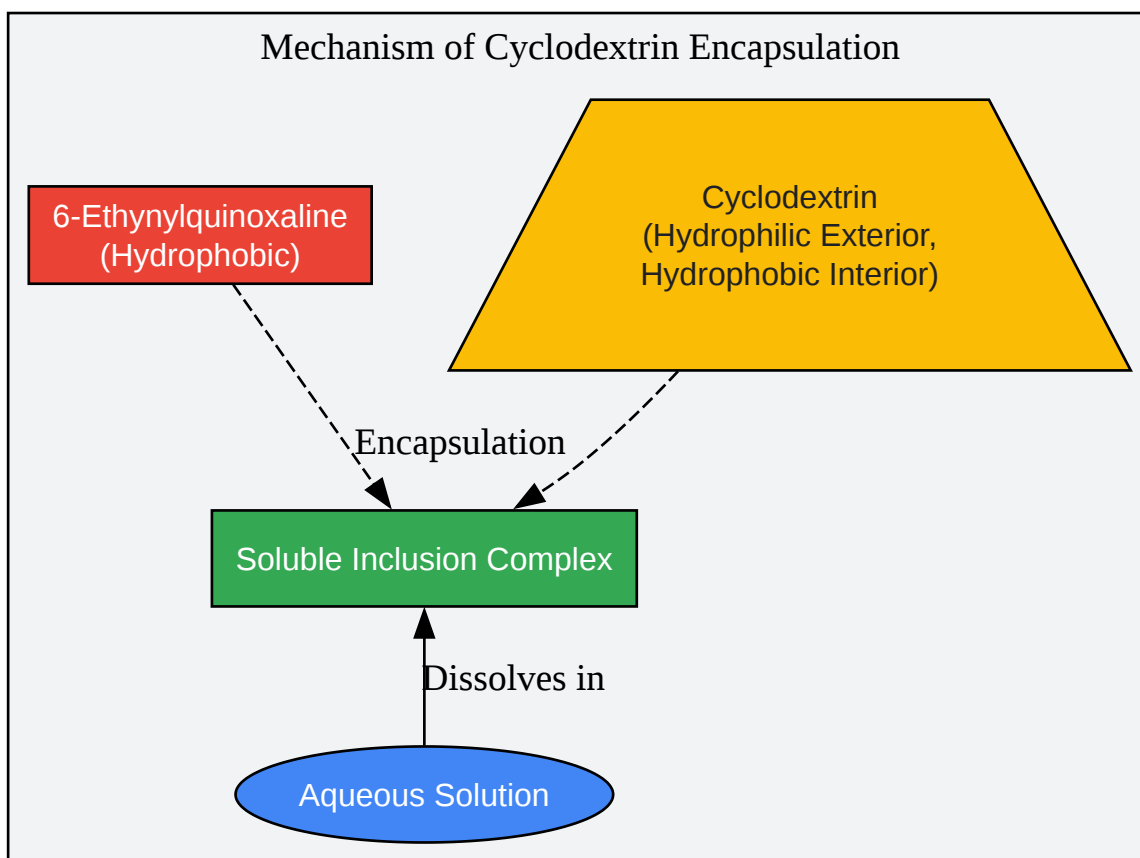 Mechanism of Cyclodextrin Encapsulation
6-Ethynylquinoxaline
(Hydrophobic)
Cyclodextrin
(Hydrophilic Exterior,
Hydrophobic Interior)
Encapsulation
Soluble Inclusion Complex
Dissolves in
Aqueous Solution